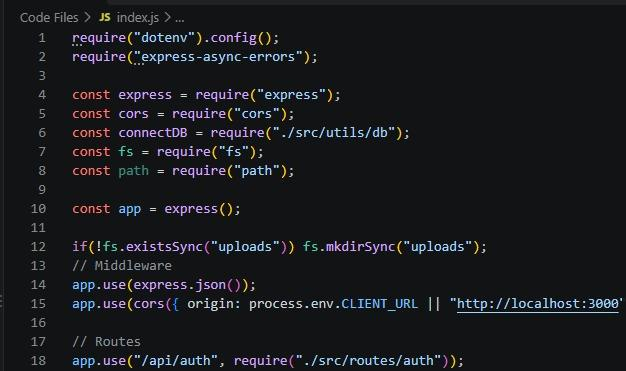 Code Files > JS index.js > ...
1 require("dotenv").config();
2 require("express-async-errors");
3
4 const express = require("express");
5 const cors = require("cors");
6 const connectDB = require("./src/utils/db");
7 const fs = require("fs");
8 const path = require("path");
9
10 const app = express();
11
12 if(!fs.existsSync("uploads")) fs.mkdirSync("uploads");
13 // Middleware
14 app.use(express.json());
15 app.use(cors({ origin: process.env.CLIENT_URL || "http://localhost:3000"
16
17 // Routes
18 app.use("/api/auth", require("./src/routes/auth"));